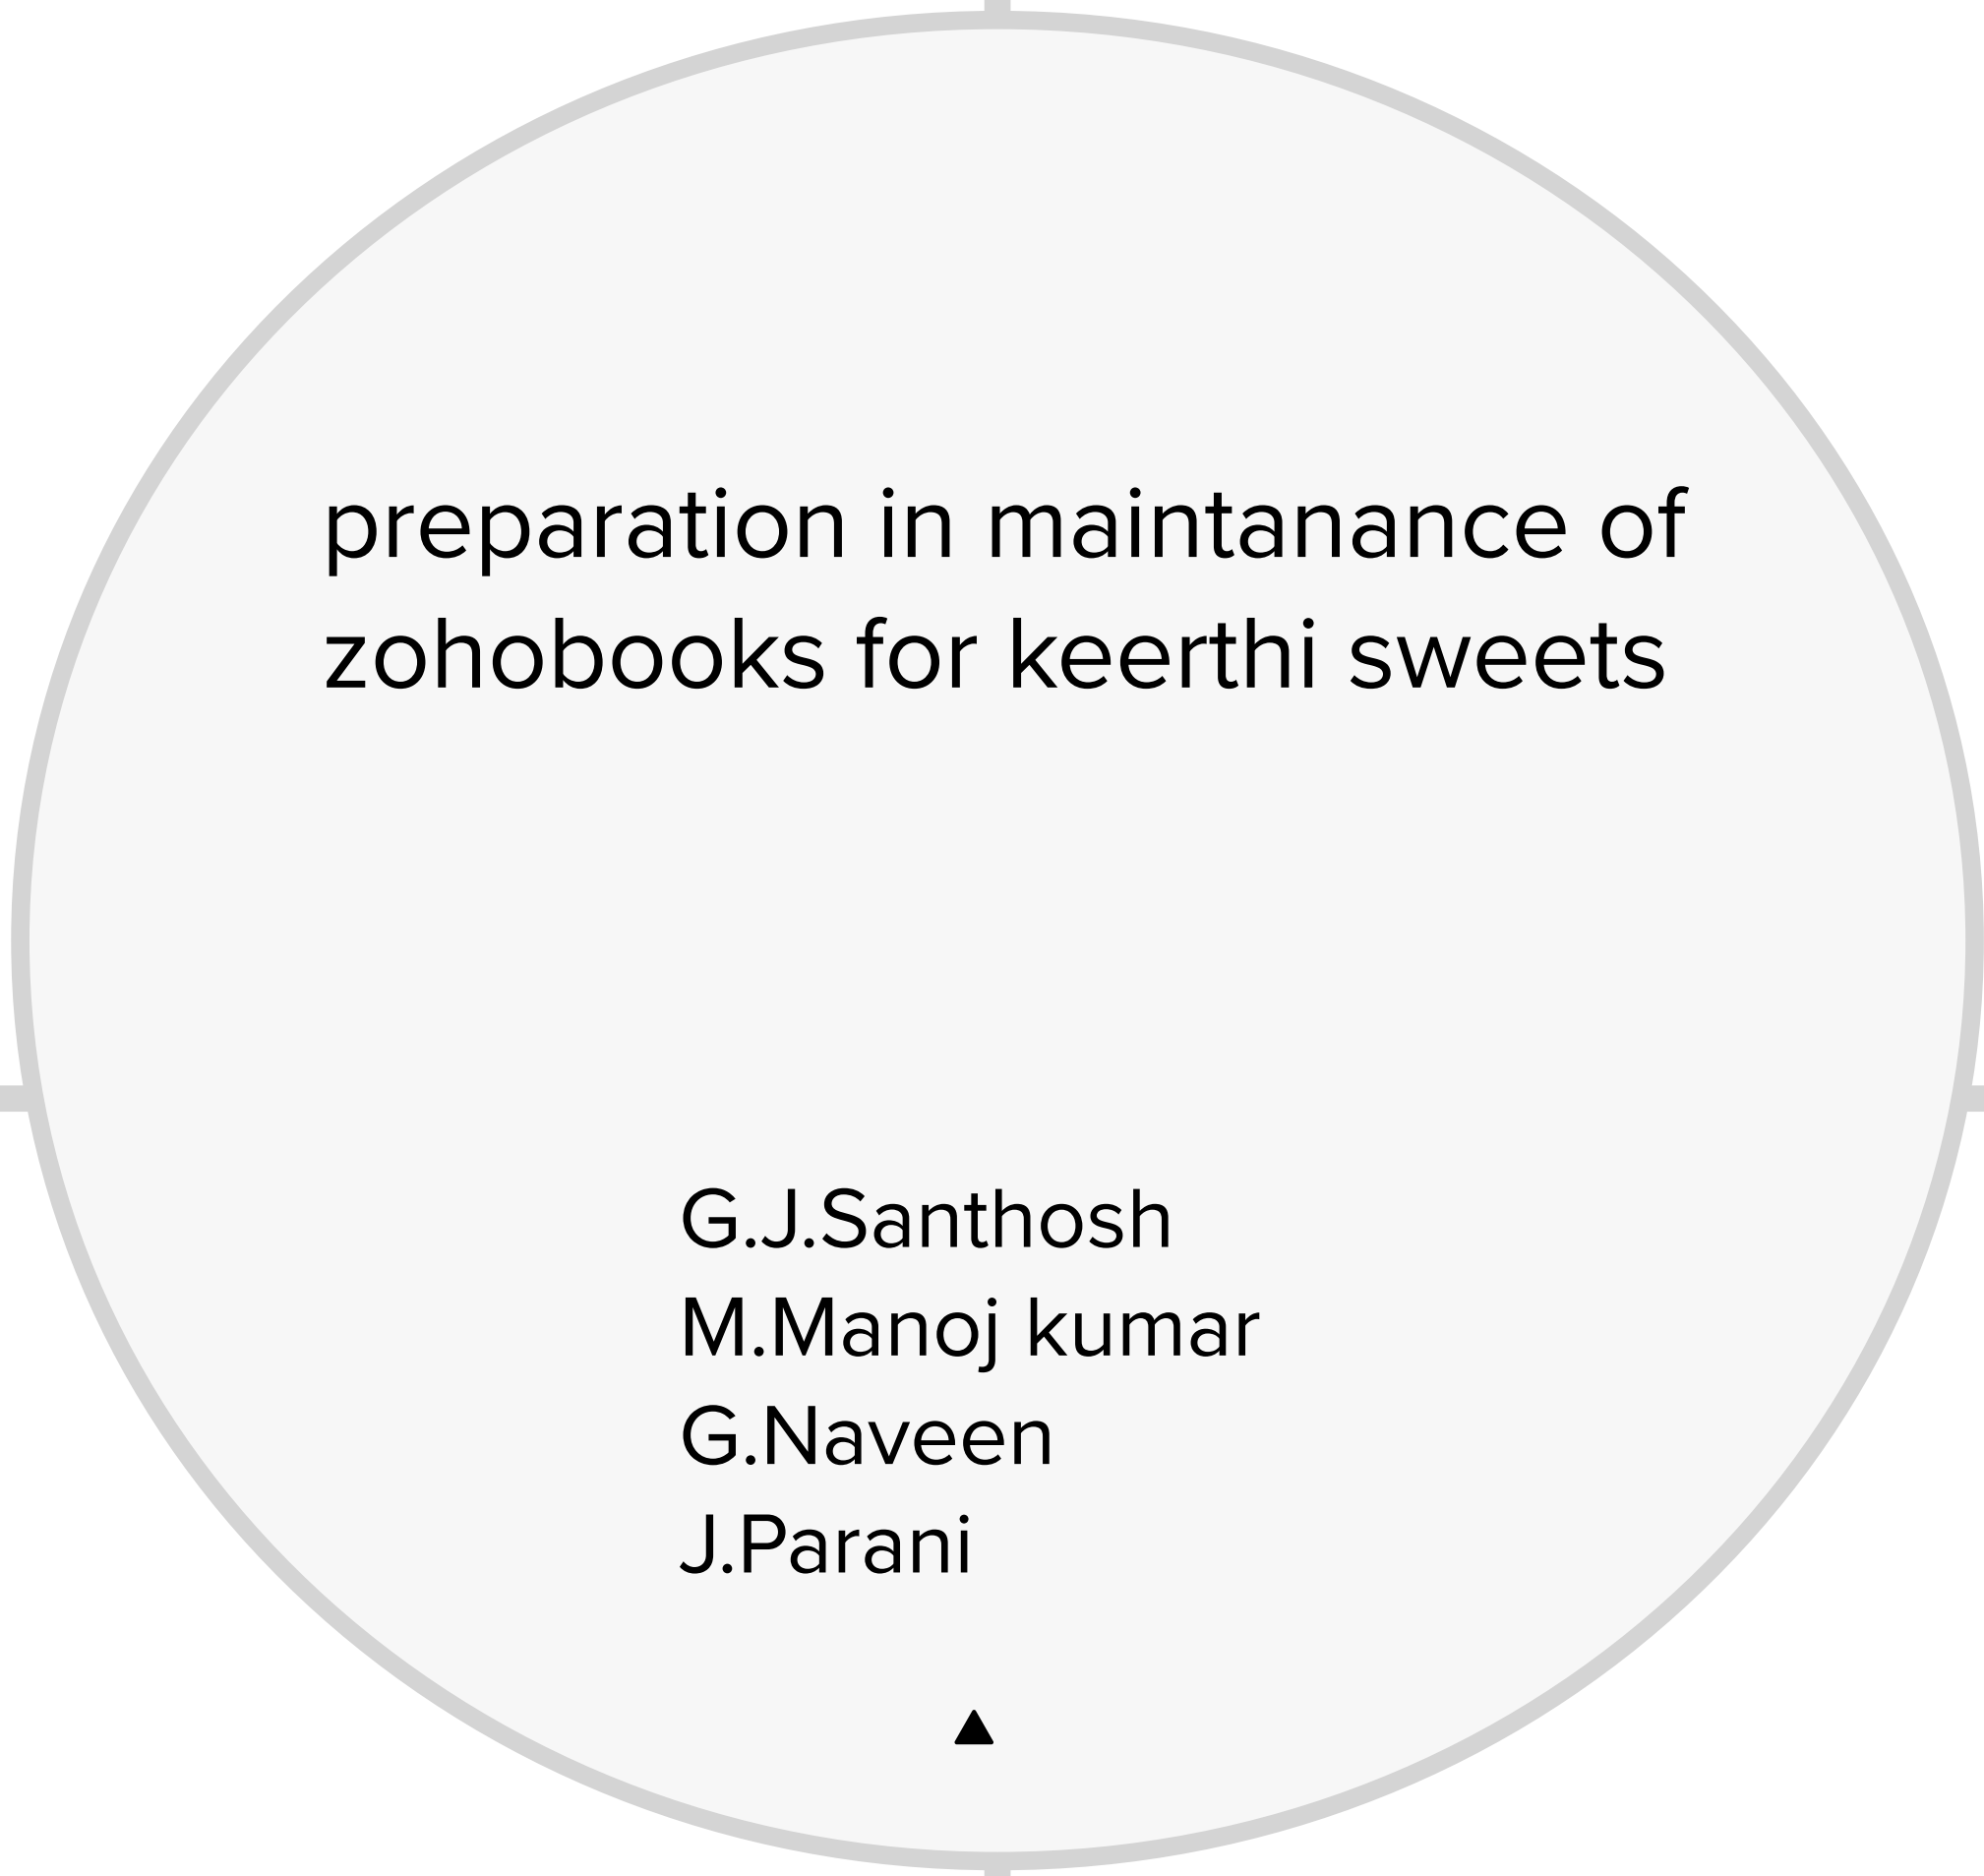 preparation in maintanance of
zohobooks for keerthi sweets
G.J.Santhosh
M.Manoj kumar
G.Naveen
J.Parani